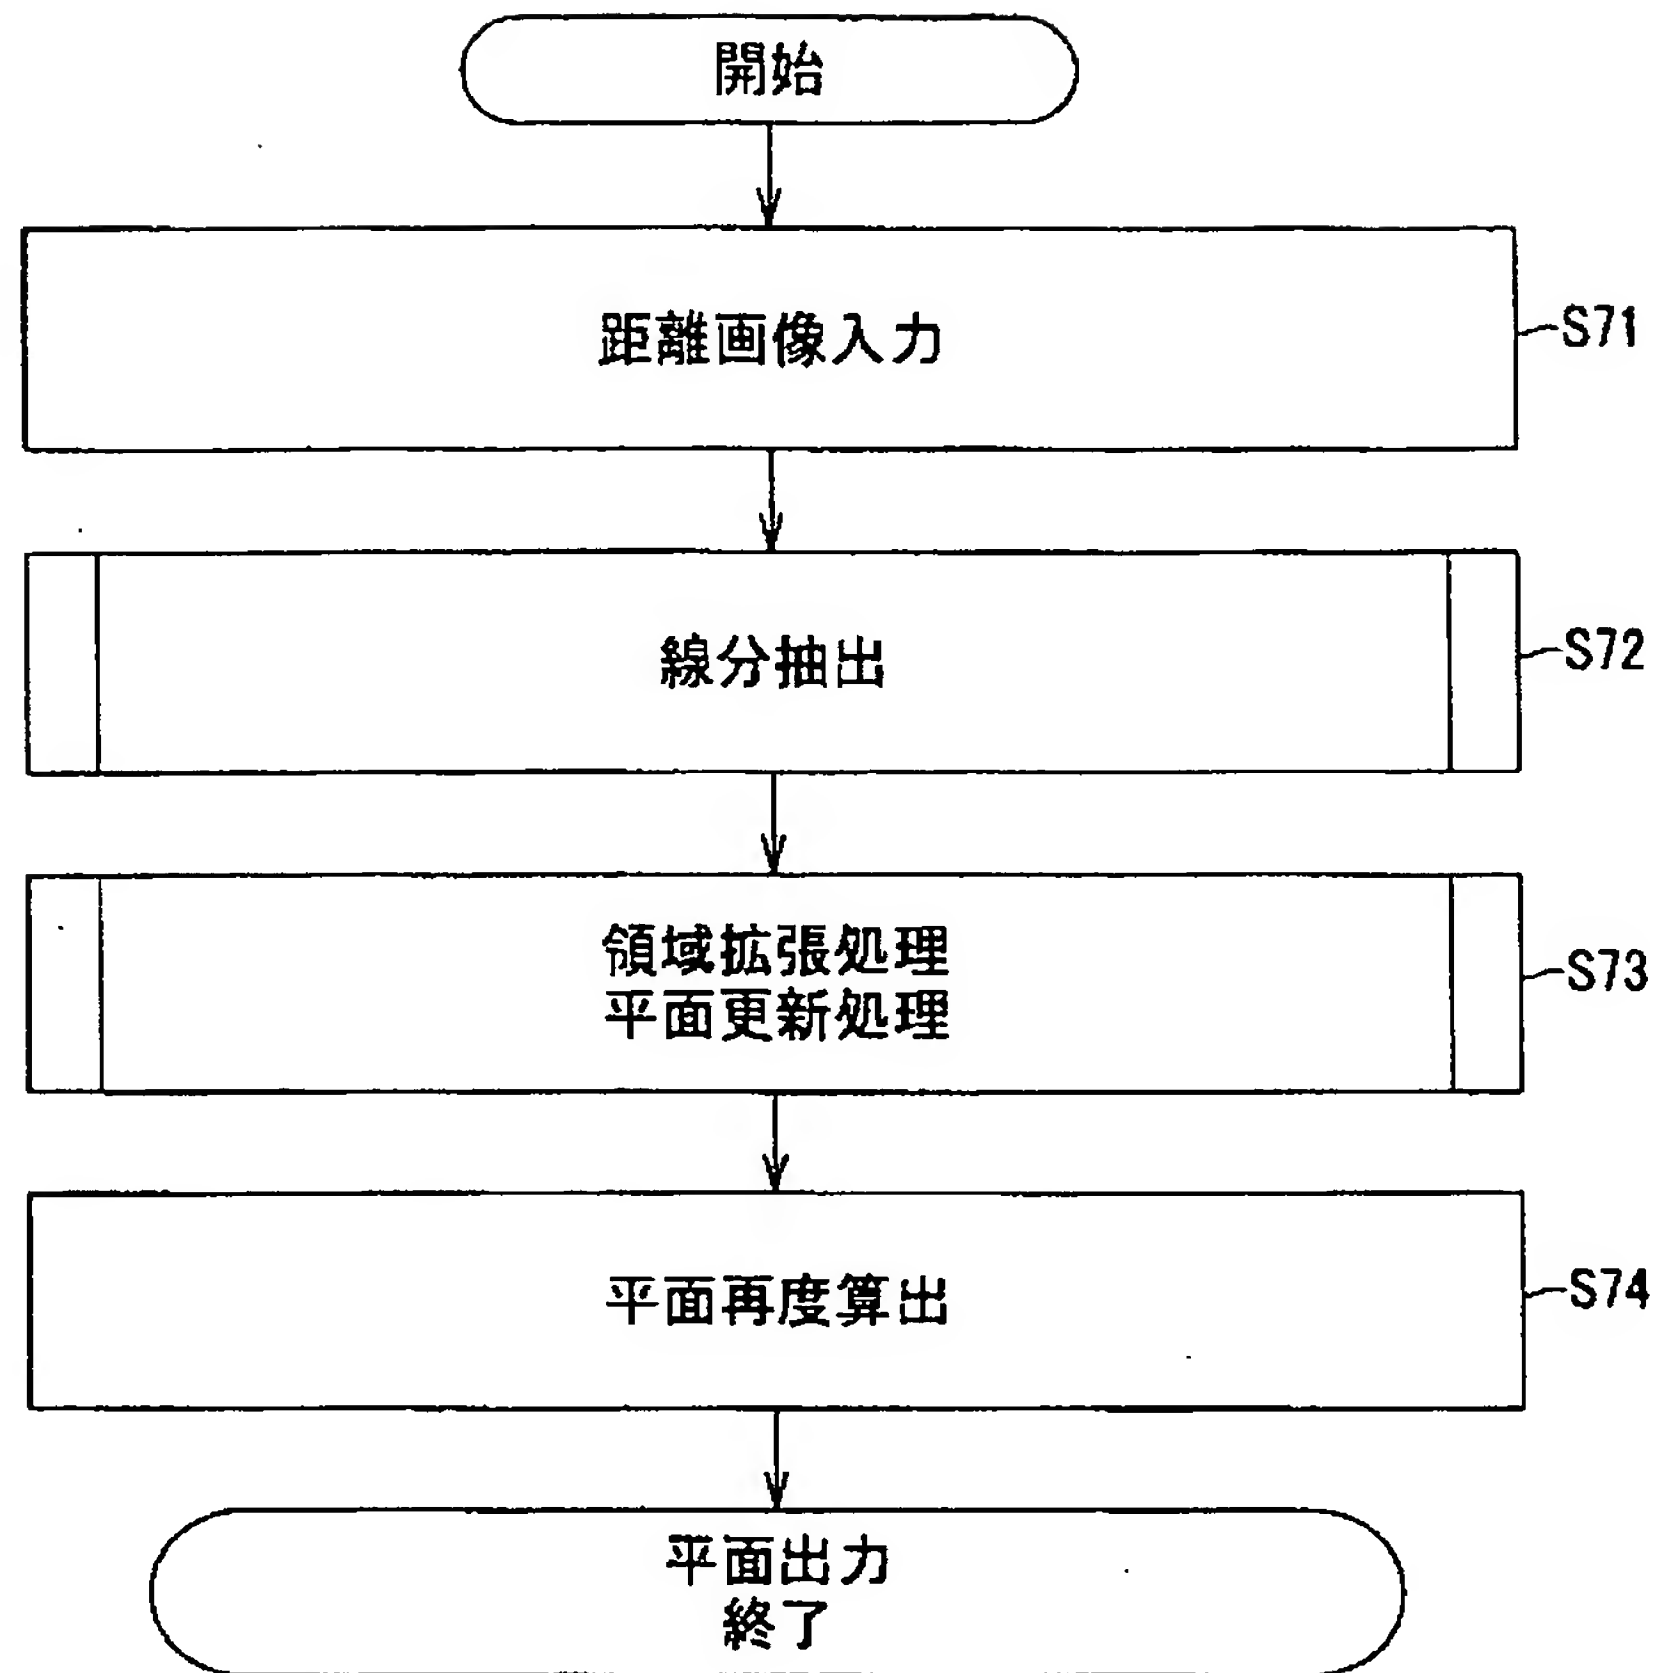 開始
距離画像入力
S71
線分抽出
S72
領域拡張処理
平面更新処理
S73
平面再度算出
S74
平面出力
終了